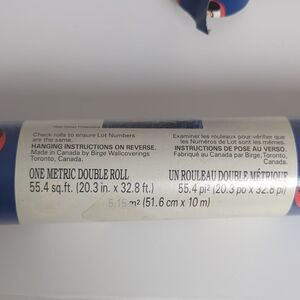 Check rolls to ensure Lot Numbers
are the same.
HANGING INSTRUCTIONS ON REVERSE.
Made in Canada by Birge Wallcoverings
Toronto, Canada.
Examiner les rouleaux pour vérifier que
les Numéros de Lot sont les mêmes.
INSTRUCTIONS DE POSE AU VERSO.
Fabriqué au Canada par Birge, Toronto,
Canada.
ONE METRIC DOUBLE ROLL
55.4 sq.ft. (20.3 in. x 32.8 ft.)
UN ROULEAU DOUBLE MÉTRIQUE
55.4 pi² (20.3 po x 32.8 pi)
m² (51.6 cm x 10 m)